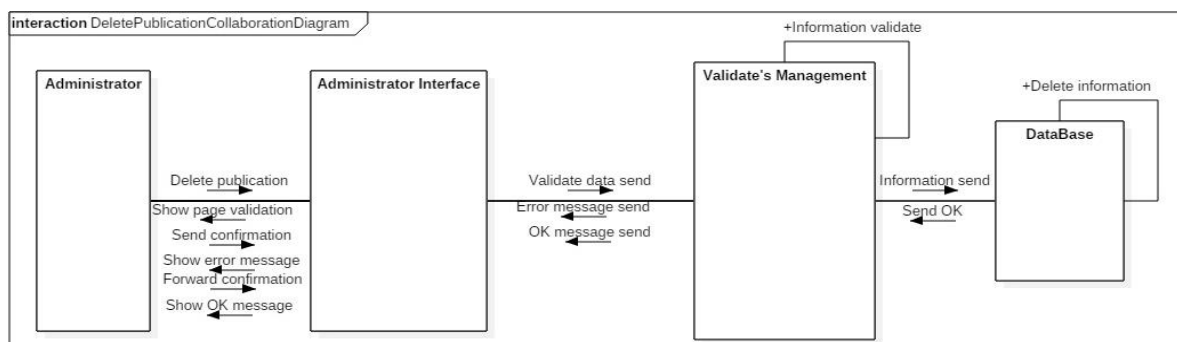 interaction DeletePublicationCollaborationDiagram
+Information validate
Administrator
Administrator Interface
Validate's Management
+Delete information
DataBase
Delete publication
Show page validation
Send confirmation
Show error message
Forward confirmation
Show OK message
Validate data send
Error message send
OK message send
Information send
Send OK